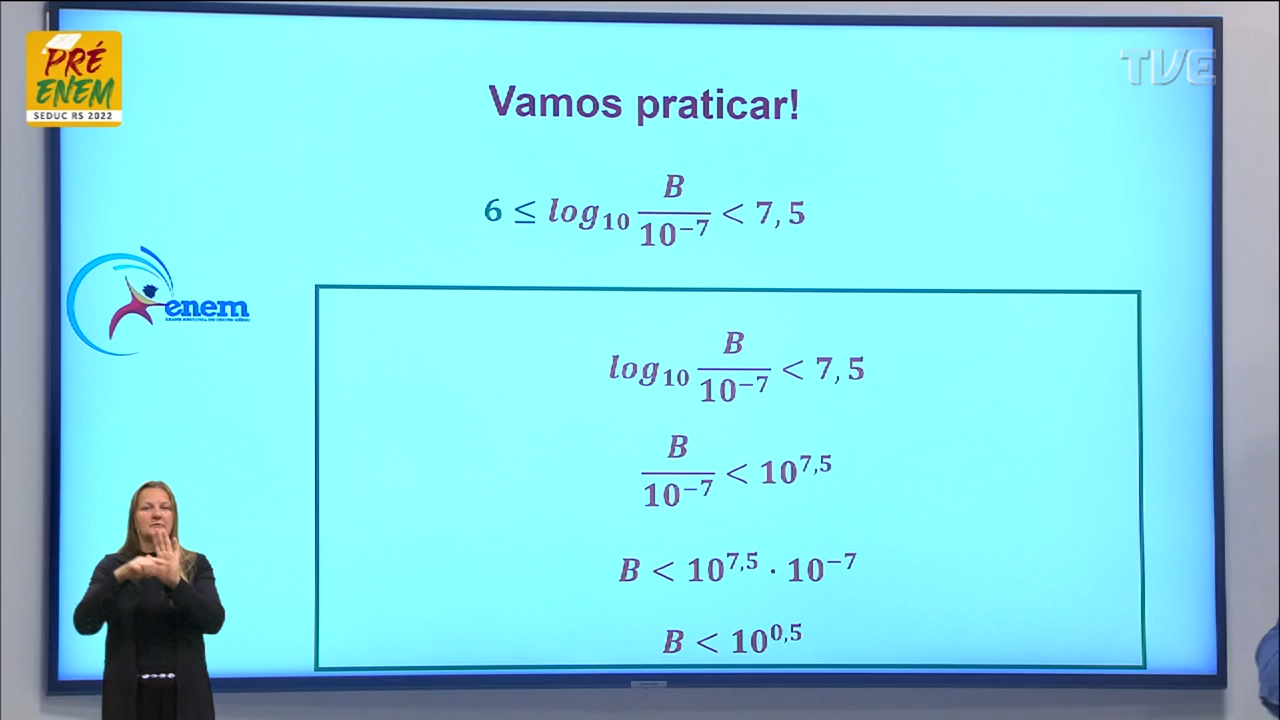 PRÉ
ENEM
SEDUC RS 2022
TVE
Vamos praticar!
6 ≤ log₁₀ B/10⁻⁷ < 7,5
enem
log₁₀ B/10⁻⁷ < 7,5
B/10⁻⁷ < 10⁷,⁵
B < 10⁷,⁵ · 10⁻⁷
B < 10⁰,⁵